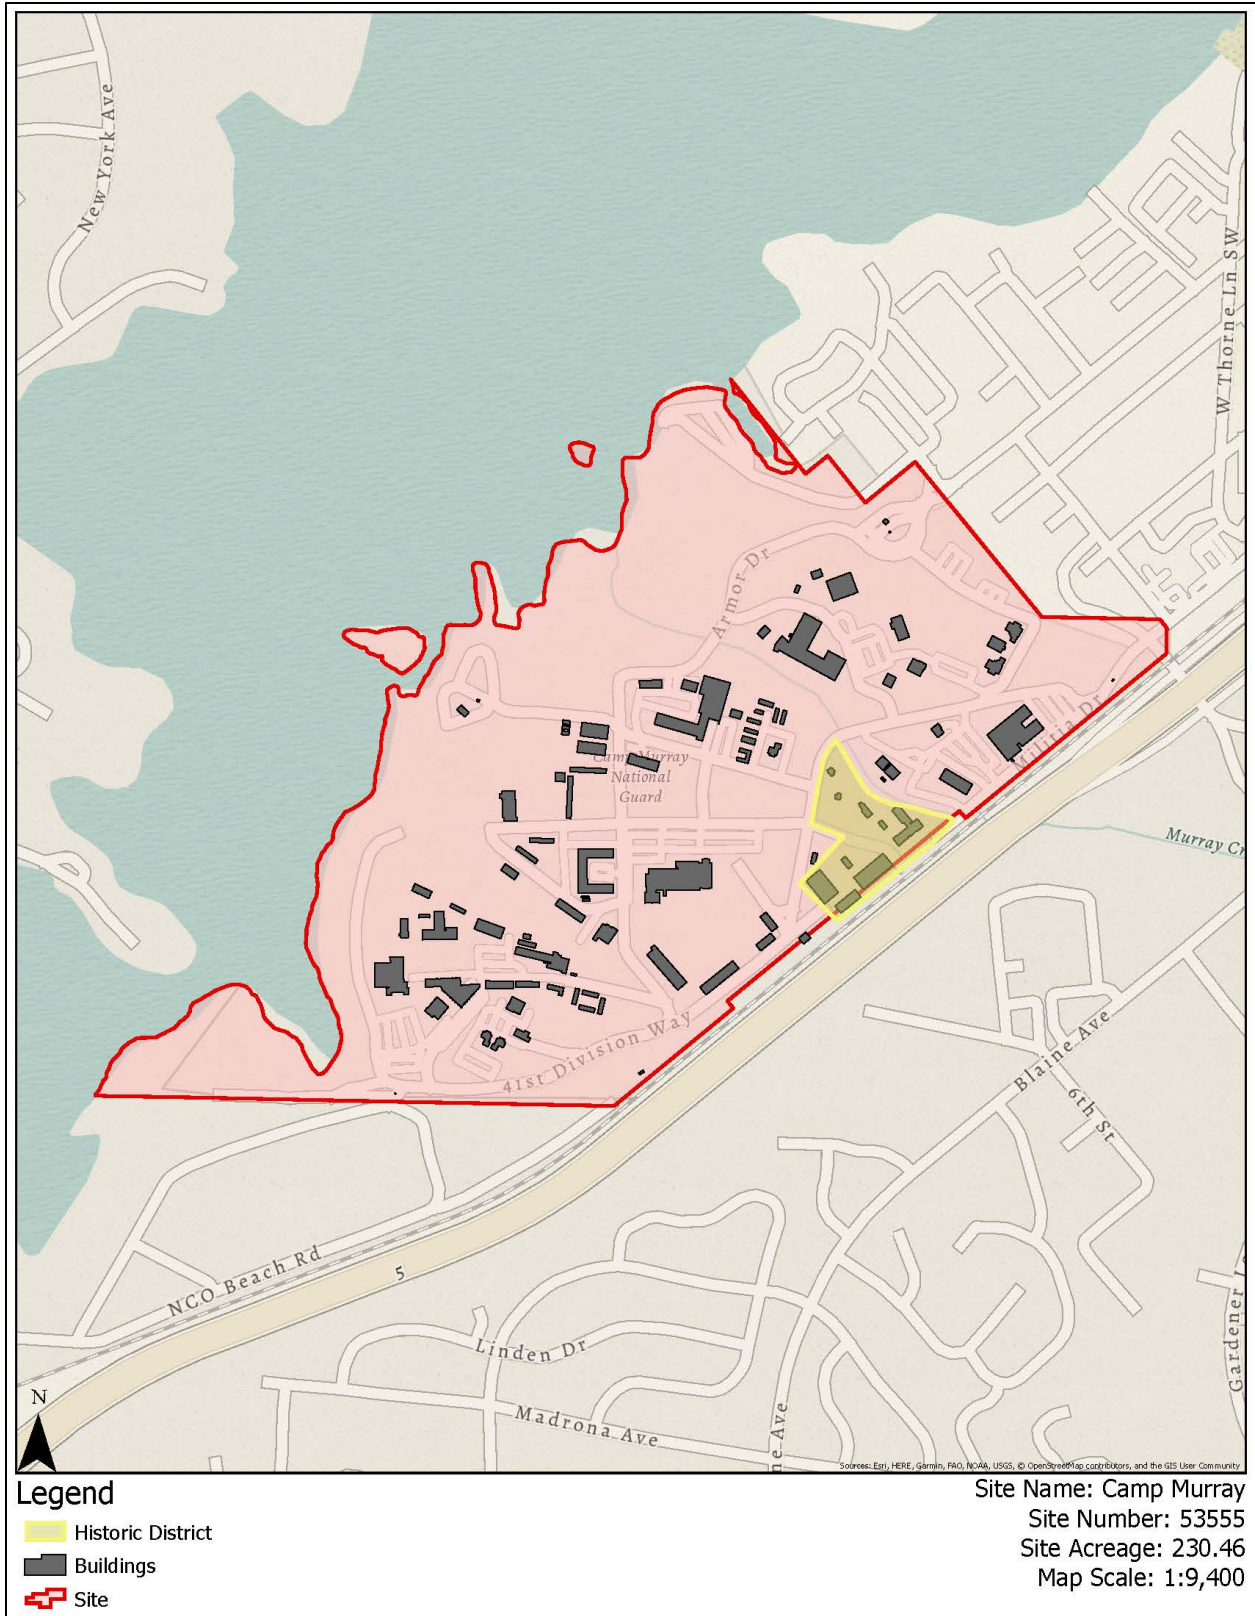 New York Ave
W Thorne Ln SW
Armor Dr
Militia Dr
Camp Murray
National
Guard
Murray Cr
41st Division Way
Blaine Ave
6th St
NCO Beach Rd
5
Linden Dr
Gardener L
Madrona Ave
ne Ave
N
Sources: Esri, HERE, Garmin, FAO, NOAA, USGS, © OpenStreetMap contributors, and the GIS User Community
Legend
Historic District
Buildings
Site
Site Name: Camp Murray
Site Number: 53555
Site Acreage: 230.46
Map Scale: 1:9,400